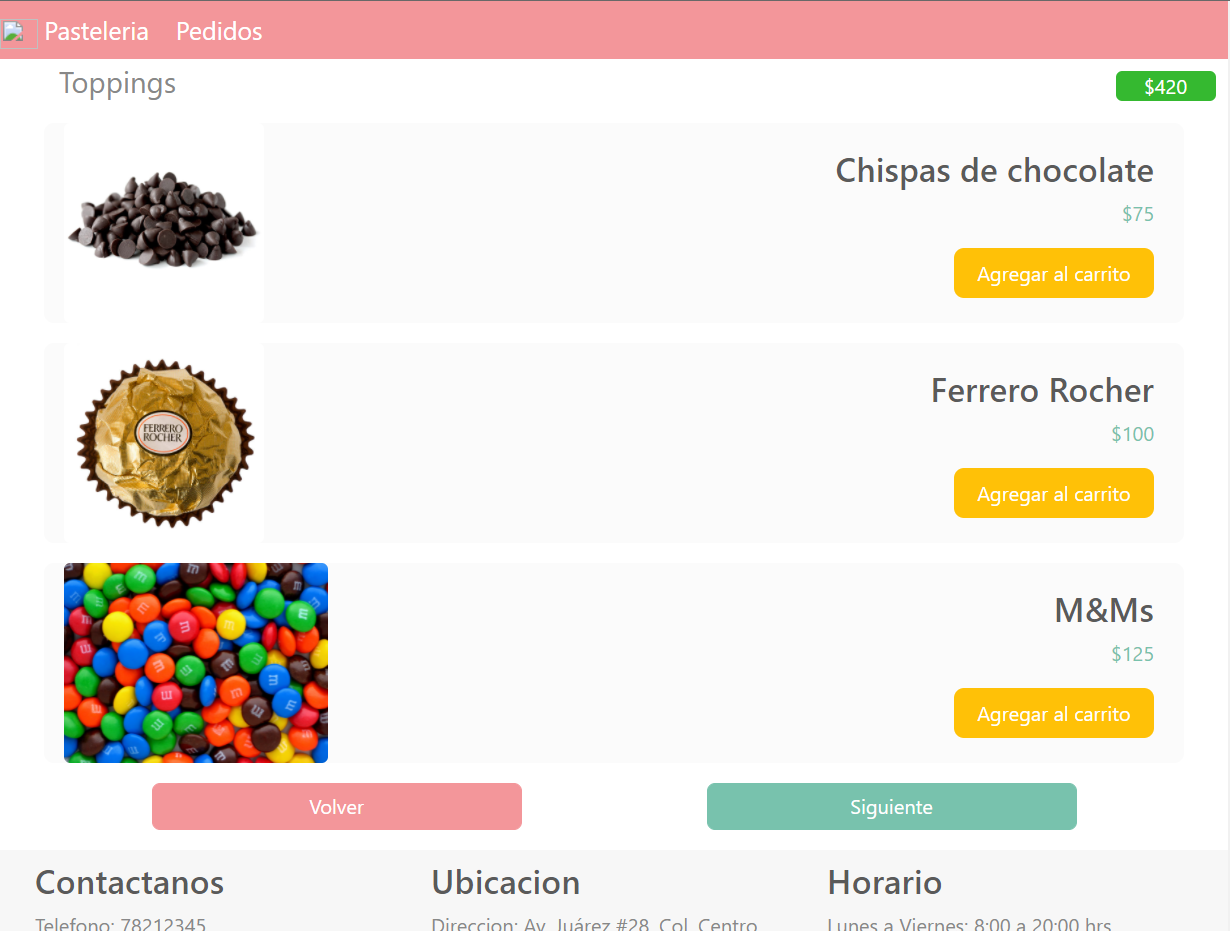 Pasteleria Pedidos
Toppings
$420
Chispas de chocolate
$75
Agregar al carrito
FERRERO
ROCHER
Ferrero Rocher
$100
Agregar al carrito
M&Ms
$125
Agregar al carrito
Volver
Siguiente
Contactanos
Telefono: 78212345
Ubicacion
Direccion: Av. Juárez #28, Col. Centro
Horario
Lunes a Viernes: 8:00 a 20:00 hrs